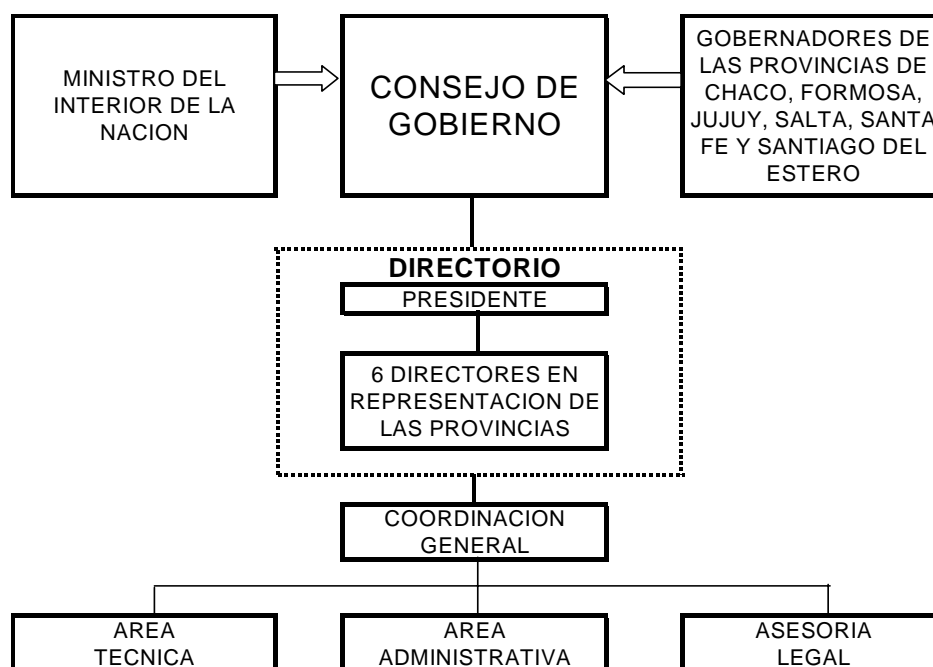 MINISTRO DEL
INTERIOR DE LA
NACION
CONSEJO DE
GOBIERNO
GOBERNADORES DE
LAS PROVINCIAS DE
CHACO, FORMOSA,
JUJUY, SALTA, SANTA
FE Y SANTIAGO DEL
ESTERO
DIRECTORIO
PRESIDENTE
6 DIRECTORES EN
REPRESENTACION DE
LAS PROVINCIAS
COORDINACION
GENERAL
AREA
TECNICA
AREA
ADMINISTRATIVA
ASESORIA
LEGAL